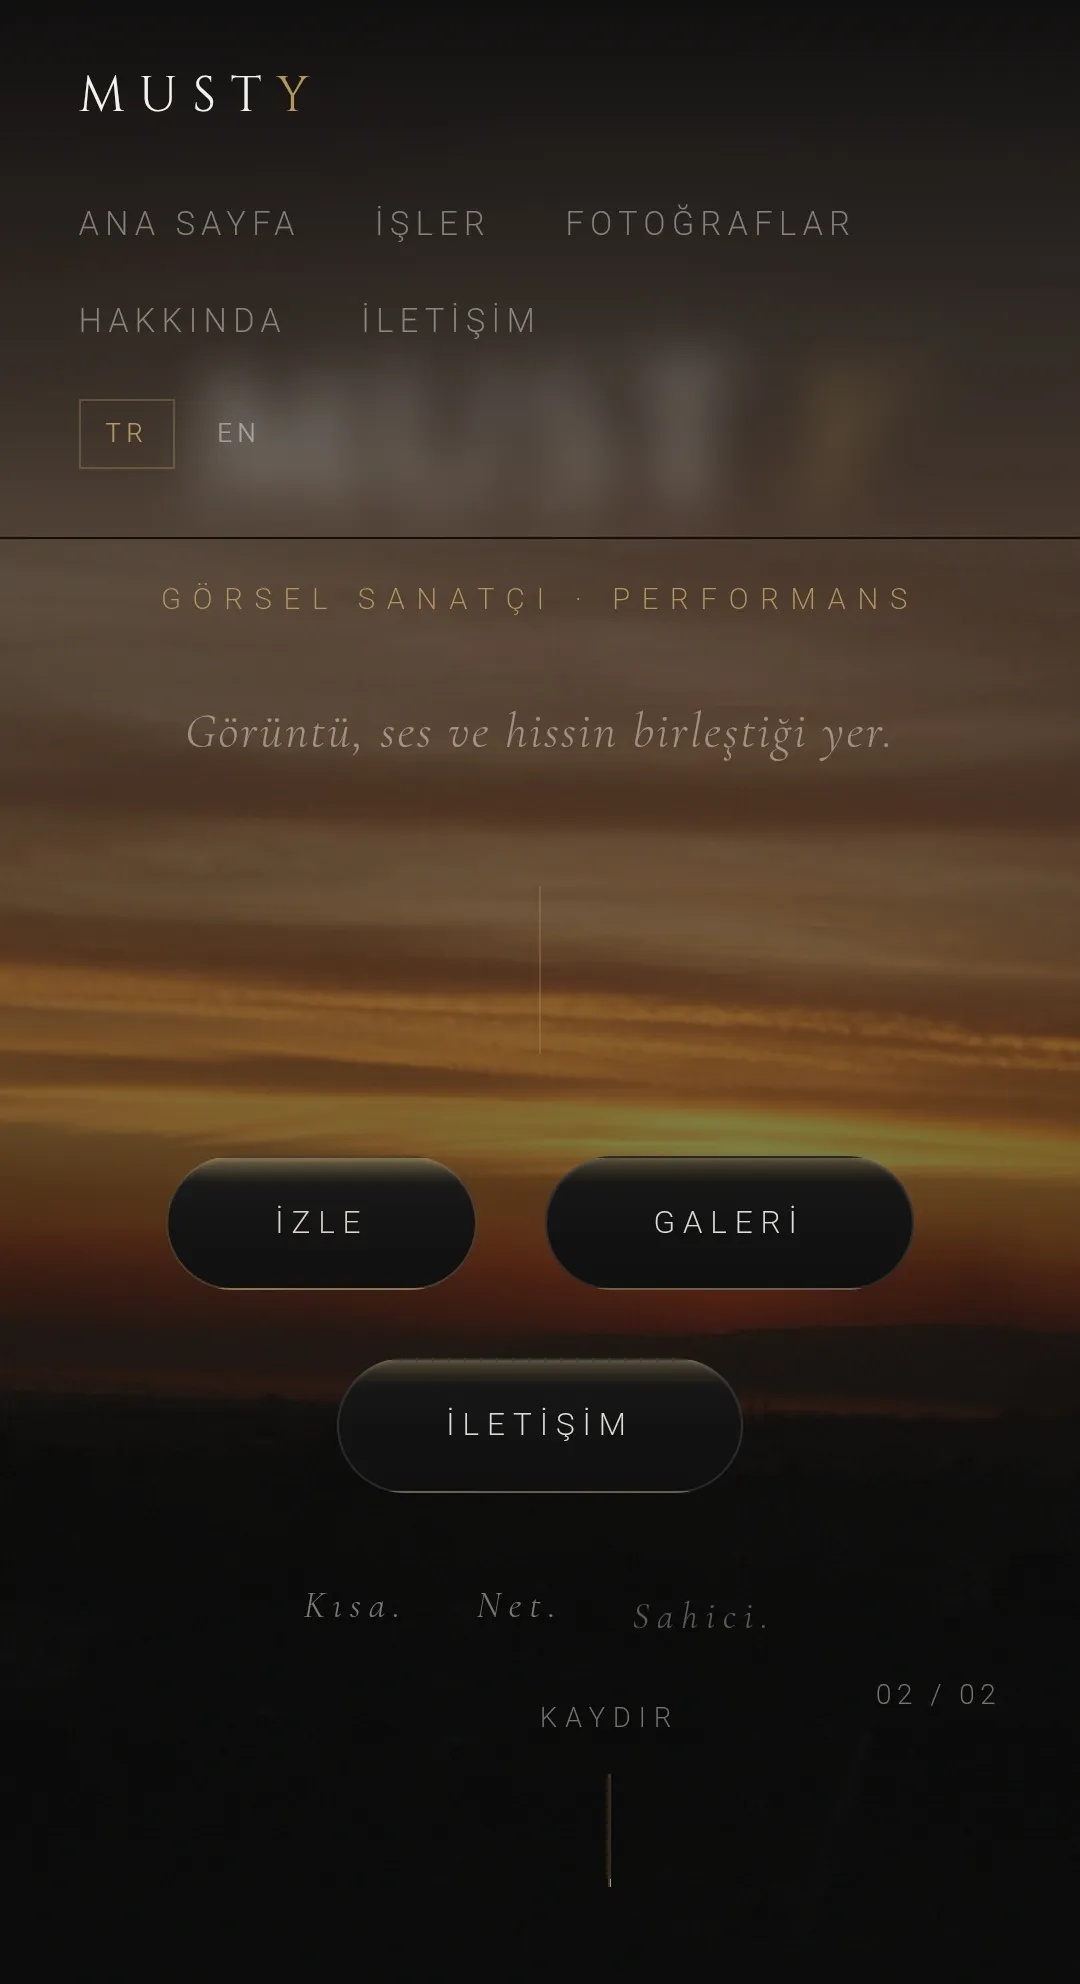 MUSTY
ANA SAYFA İŞLER FOTOĞRAFLAR
HAKKINDA İLETİŞİM
TR EN
MUSTY
GÖRSEL SANATÇI · PERFORMANS
Görüntü, ses ve hissin birleştiği yer.
İZLE GALERİ
İLETİŞİM
Kısa. Net. Sahici.
02 / 02
KAYDIR